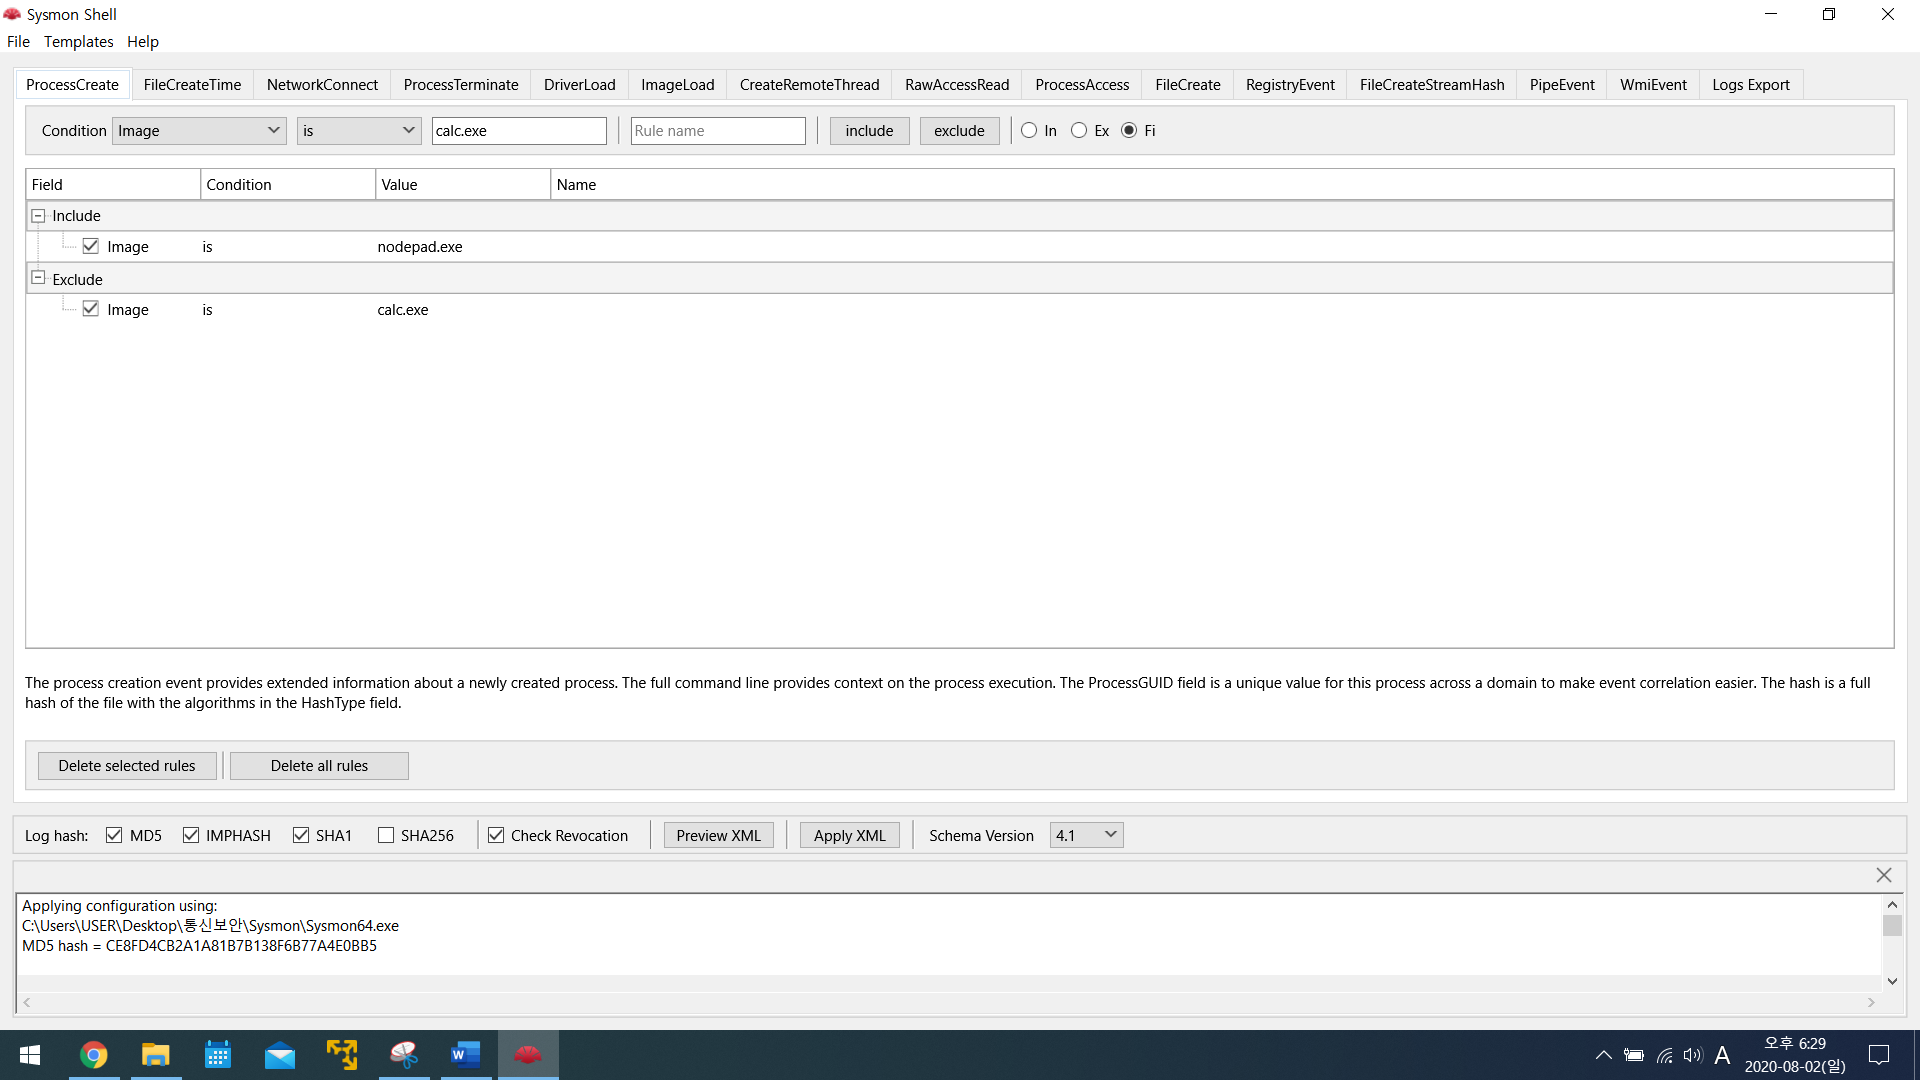 Sysmon Shell
File Templates Help
ProcessCreate FileCreateTime NetworkConnect ProcessTerminate DriverLoad ImageLoad CreateRemoteThread RawAccessRead ProcessAccess FileCreate RegistryEvent FileCreateStreamHash PipeEvent WmiEvent Logs Export
Condition Image is calc.exe Rule name include exclude In Ex Fi
Field Condition Value Name
Include
Image is nodepad.exe
Exclude
Image is calc.exe
The process creation event provides extended information about a newly created process. The full command line provides context on the process execution. The ProcessGUID field is a unique value for this process across a domain to make event correlation easier. The hash is a full
hash of the file with the algorithms in the HashType field.
Delete selected rules Delete all rules
Log hash: MD5 IMPHASH SHA1 SHA256 Check Revocation Preview XML Apply XML Schema Version 4.1
Applying configuration using:
C:\Users\USER\Desktop\통신보안\Sysmon\Sysmon64.exe
MD5 hash = CE8FD4CB2A1A81B7B138F6B77A4E0BB5
A 오후 6:29
2020-08-02(일)